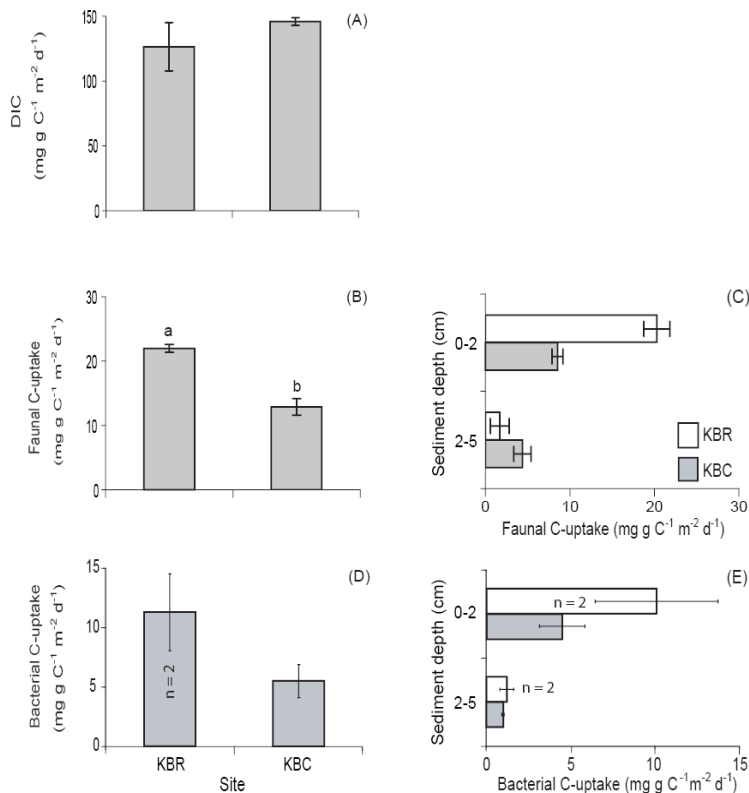 (A)
DIC
(mg g C⁻¹ m⁻² d⁻¹)
150
100
50
0
(B)
Faunal C-uptake
(mg g C⁻¹ m⁻² d⁻¹)
30
20
10
0
a
b
(C)
Sediment depth (cm)
0-2
2-5
KBR
KBC
0
10
20
30
Faunal C-uptake (mg g C⁻¹ m⁻² d⁻¹)
(D)
Bacterial C-uptake
(mg g C⁻¹ m⁻² d⁻¹)
15
10
5
0
n = 2
KBR
KBC
Site
(E)
Sediment depth (cm)
0-2
2-5
n = 2
n = 2
0
5
10
15
Bacterial C-uptake (mg g C⁻¹ m⁻² d⁻¹)